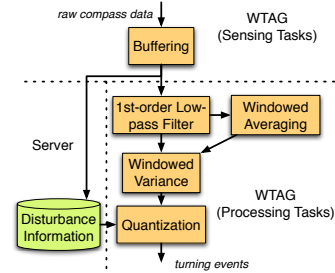 raw compass data
WTAG
(Sensing Tasks)
Buffering
1st-order Low-
pass Filter
Windowed
Averaging
Server
Windowed
Variance
WTAG
(Processing Tasks)
Disturbance
Information
Quantization
turning events